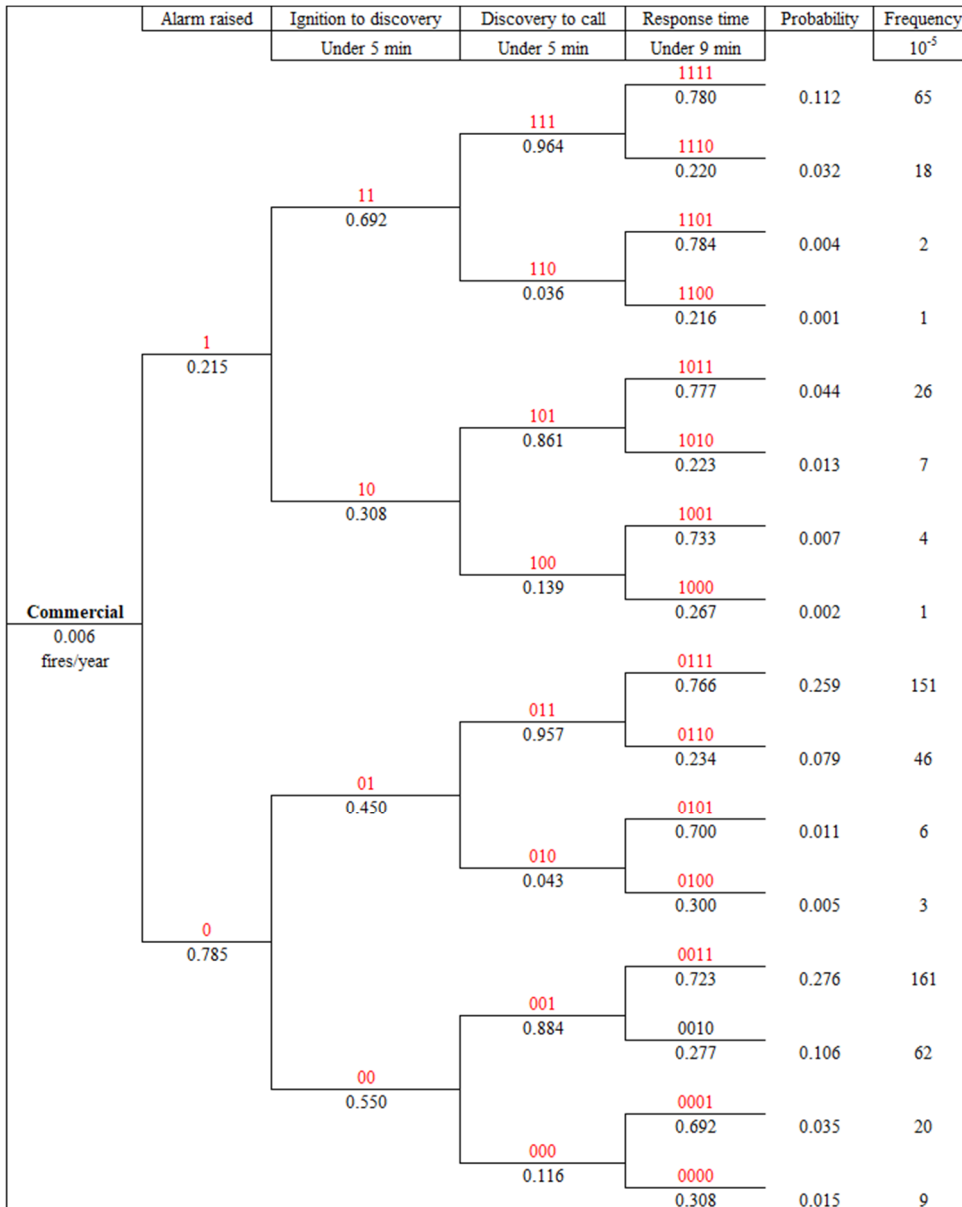 Alarm raised Ignition to discovery Discovery to call Response time Probability Frequency
Under 5 min Under 5 min Under 9 min 10-5
1111
0.780 0.112 65
111
0.964
1110
0.220 0.032 18
11
0.692
1101
0.784 0.004 2
110
0.036
1100
0.216 0.001 1
1
0.215
1011
0.777 0.044 26
101
0.861
1010
0.223 0.013 7
10
0.308
1001
0.733 0.007 4
100
0.139
1000
0.267 0.002 1
Commercial
0.006
fires/year
0111
0.766 0.259 151
011
0.957
0110
0.234 0.079 46
01
0.450
0101
0.700 0.011 6
010
0.043
0100
0.300 0.005 3
0
0.785
0011
0.723 0.276 161
001
0.884
0010
0.277 0.106 62
00
0.550
0001
0.692 0.035 20
000
0.116
0000
0.308 0.015 9